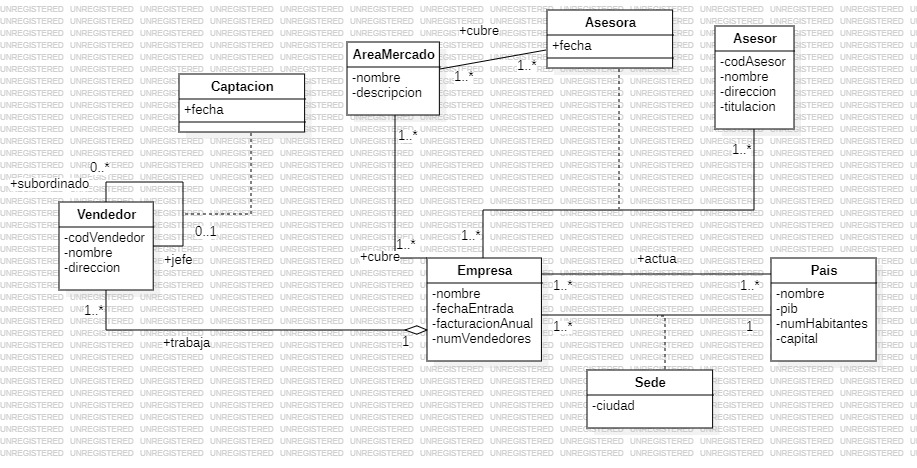 Captacion
+fecha
AreaMercado
-nombre
-descripcion
+cubre
1..*
1..*
Asesora
+fecha
Asesor
-codAsesor
-nombre
-direccion
-titulacion
1..*
1..*
0..*
+subordinado
0..1
+jefe
Vendedor
-codVendedor
-nombre
-direccion
1..*
1..*
+cubre
1..*
Empresa
-nombre
-fechaEntrada
-facturacionAnual
-numVendedores
+actua
1..*
1..*
1..*
1
Pais
-nombre
-pib
-numHabitantes
-capital
+trabaja
1
Sede
-ciudad
UNREGISTERED